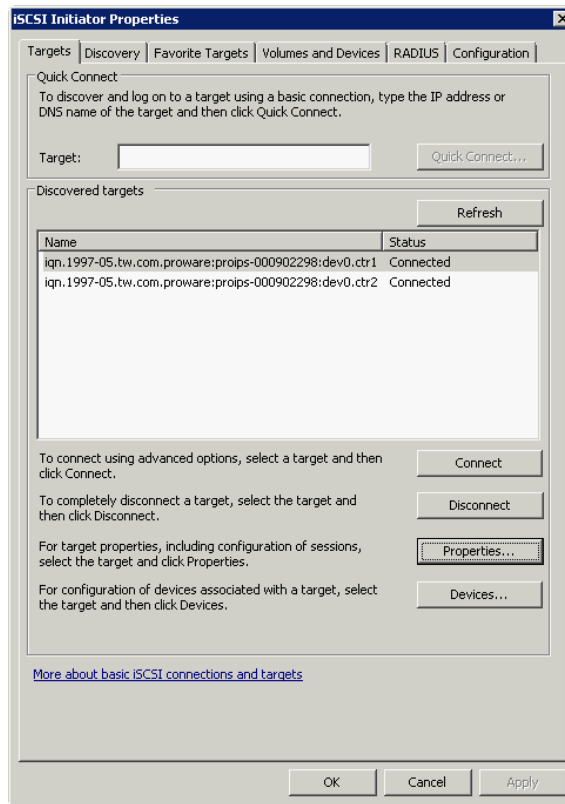 iSCSI Initiator Properties
Targets Discovery Favorite Targets Volumes and Devices RADIUS Configuration
Quick Connect
To discover and log on to a target using a basic connection, type the IP address or
DNS name of the target and then click Quick Connect.
Target: Quick Connect...
Discovered targets
Refresh
Name Status
iqn.1997-05.tw.com.proware:proips-000902298:dev0.ctr1 Connected
iqn.1997-05.tw.com.proware:proips-000902298:dev0.ctr2 Connected
To connect using advanced options, select a target and then
click Connect.
Connect
To completely disconnect a target, select the target and
then click Disconnect.
Disconnect
For target properties, including configuration of sessions,
select the target and click Properties.
Properties...
For configuration of devices associated with a target, select
the target and then click Devices.
Devices...
More about basic iSCSI connections and targets
OK Cancel Apply